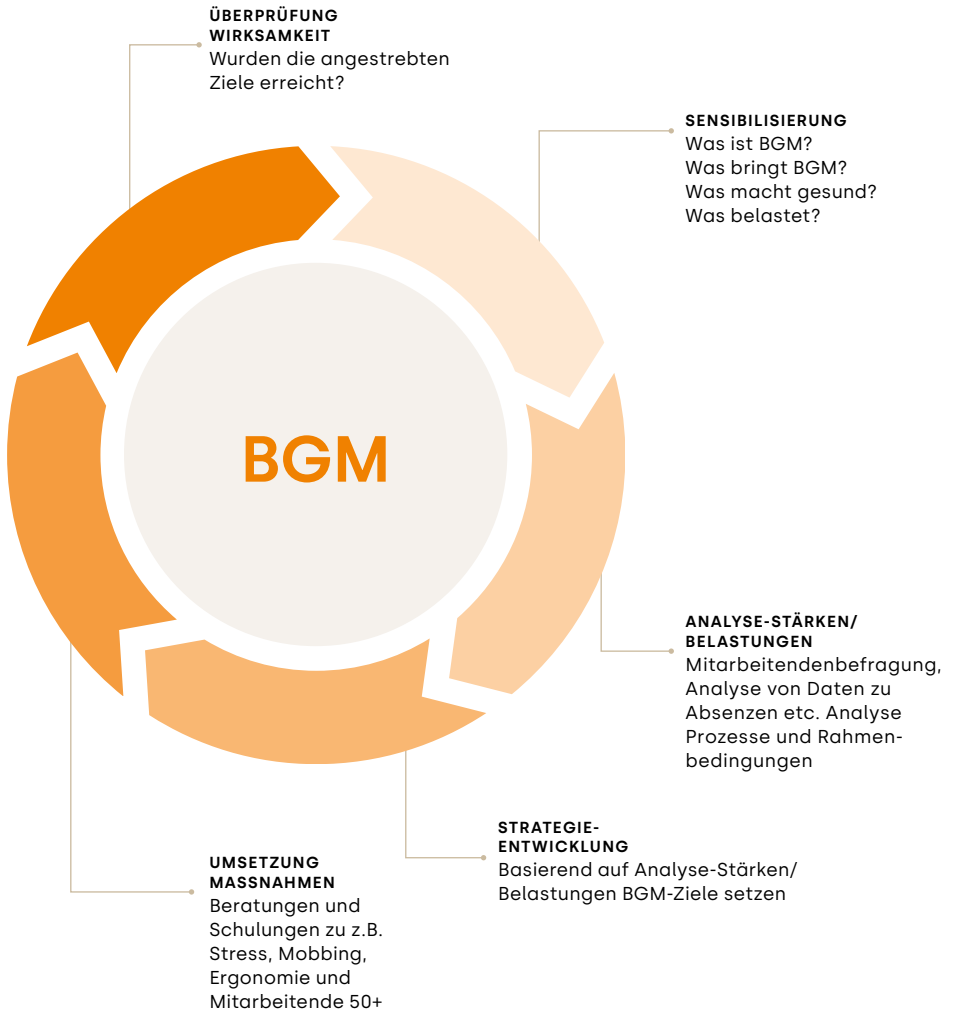 ÜBERPRÜFUNG
WIRKSAMKEIT
Wurden die angestrebten
Ziele erreicht?
SENSIBILISIERUNG
Was ist BGM?
Was bringt BGM?
Was macht gesund?
Was belastet?
BGM
ANALYSE-STÄRKEN/
BELASTUNGEN
Mitarbeitendenbefragung,
Analyse von Daten zu
Absenzen etc. Analyse
Prozesse und Rahmen-
bedingungen
STRATEGIE-
ENTWICKLUNG
Basierend auf Analyse-Stärken/
Belastungen BGM-Ziele setzen
UMSETZUNG
MASSNAHMEN
Beratungen und
Schulungen zu z.B.
Stress, Mobbing,
Ergonomie und
Mitarbeitende 50+